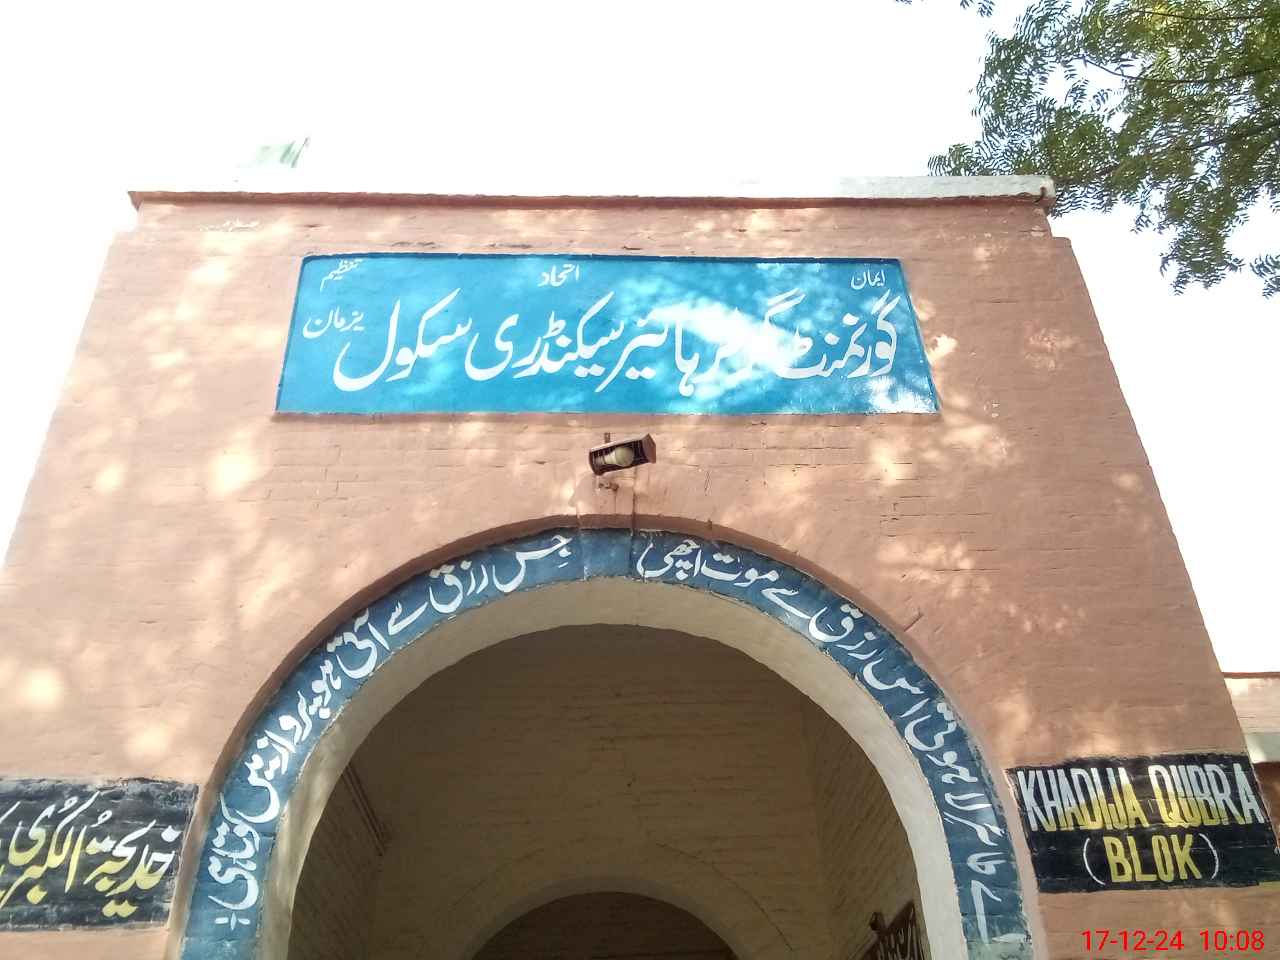 ایمان اتحاد تنظیم
گورنمنٹ گرلز ہائیر سیکنڈری سکول یزمان
اے طائر لاہوتی اس رزق سے موت اچھی
جس رزق سے آتی ہو پرواز میں کوتاہی
خدیجۃ الکبریٰ
KHADIJA QUBRA
(BLOK)
17-12-24 10:08